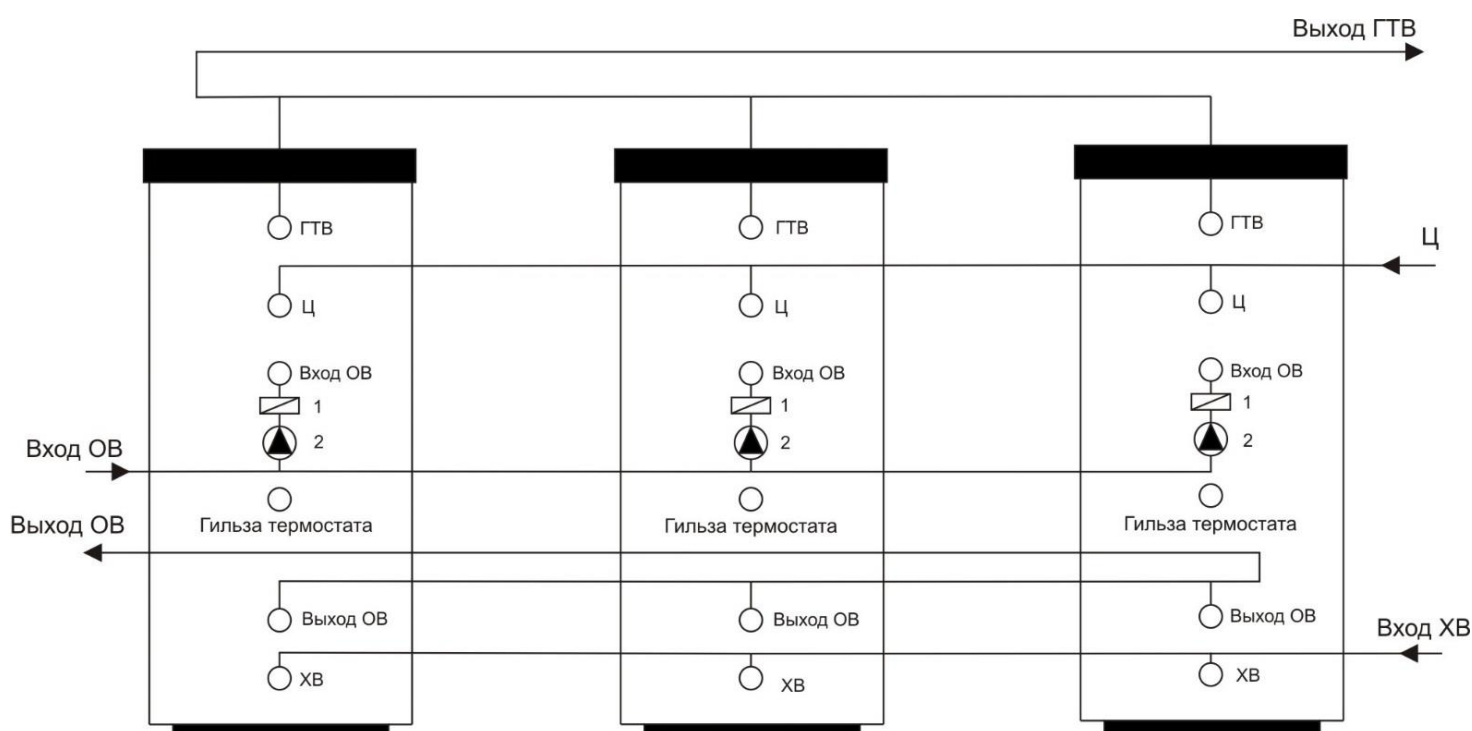 Выход ГТВ
ГТВ
ГТВ
ГТВ
Ц
Ц
Ц
Ц
Вход ОВ
Вход ОВ
Вход ОВ
1
1
1
Вход ОВ
2
2
2
Гильза термостата
Гильза термостата
Гильза термостата
Выход ОВ
Выход ОВ
Выход ОВ
Выход ОВ
Вход ХВ
ХВ
ХВ
ХВ